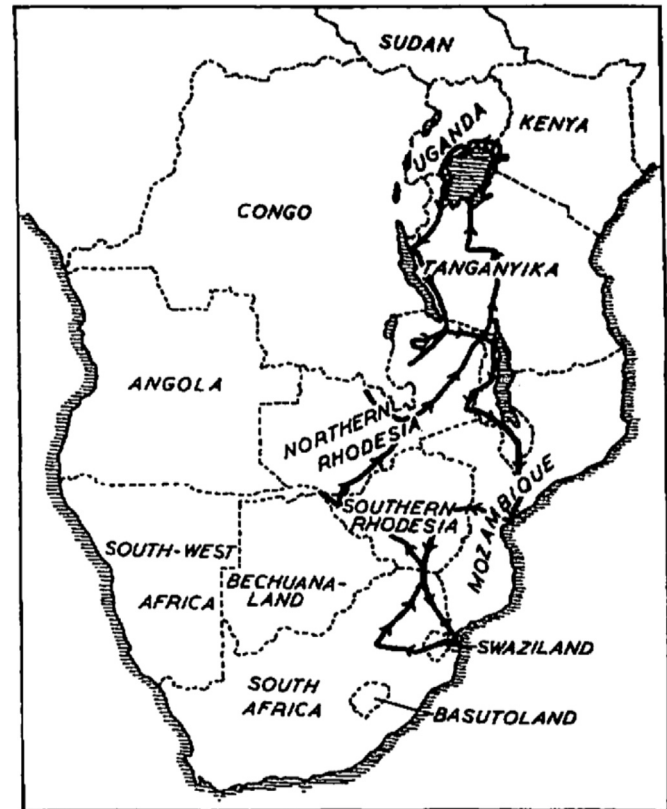 SUDAN
UGANDA
KENYA
CONGO
TANGANYIKA
ANGOLA
NORTHERN
RHODESIA
SOUTHERN
RHODESIA
MOZAMBIQUE
SOUTH-WEST
AFRICA
BECHUANA-
LAND
SWAZILAND
SOUTH
AFRICA
BASUTOLAND